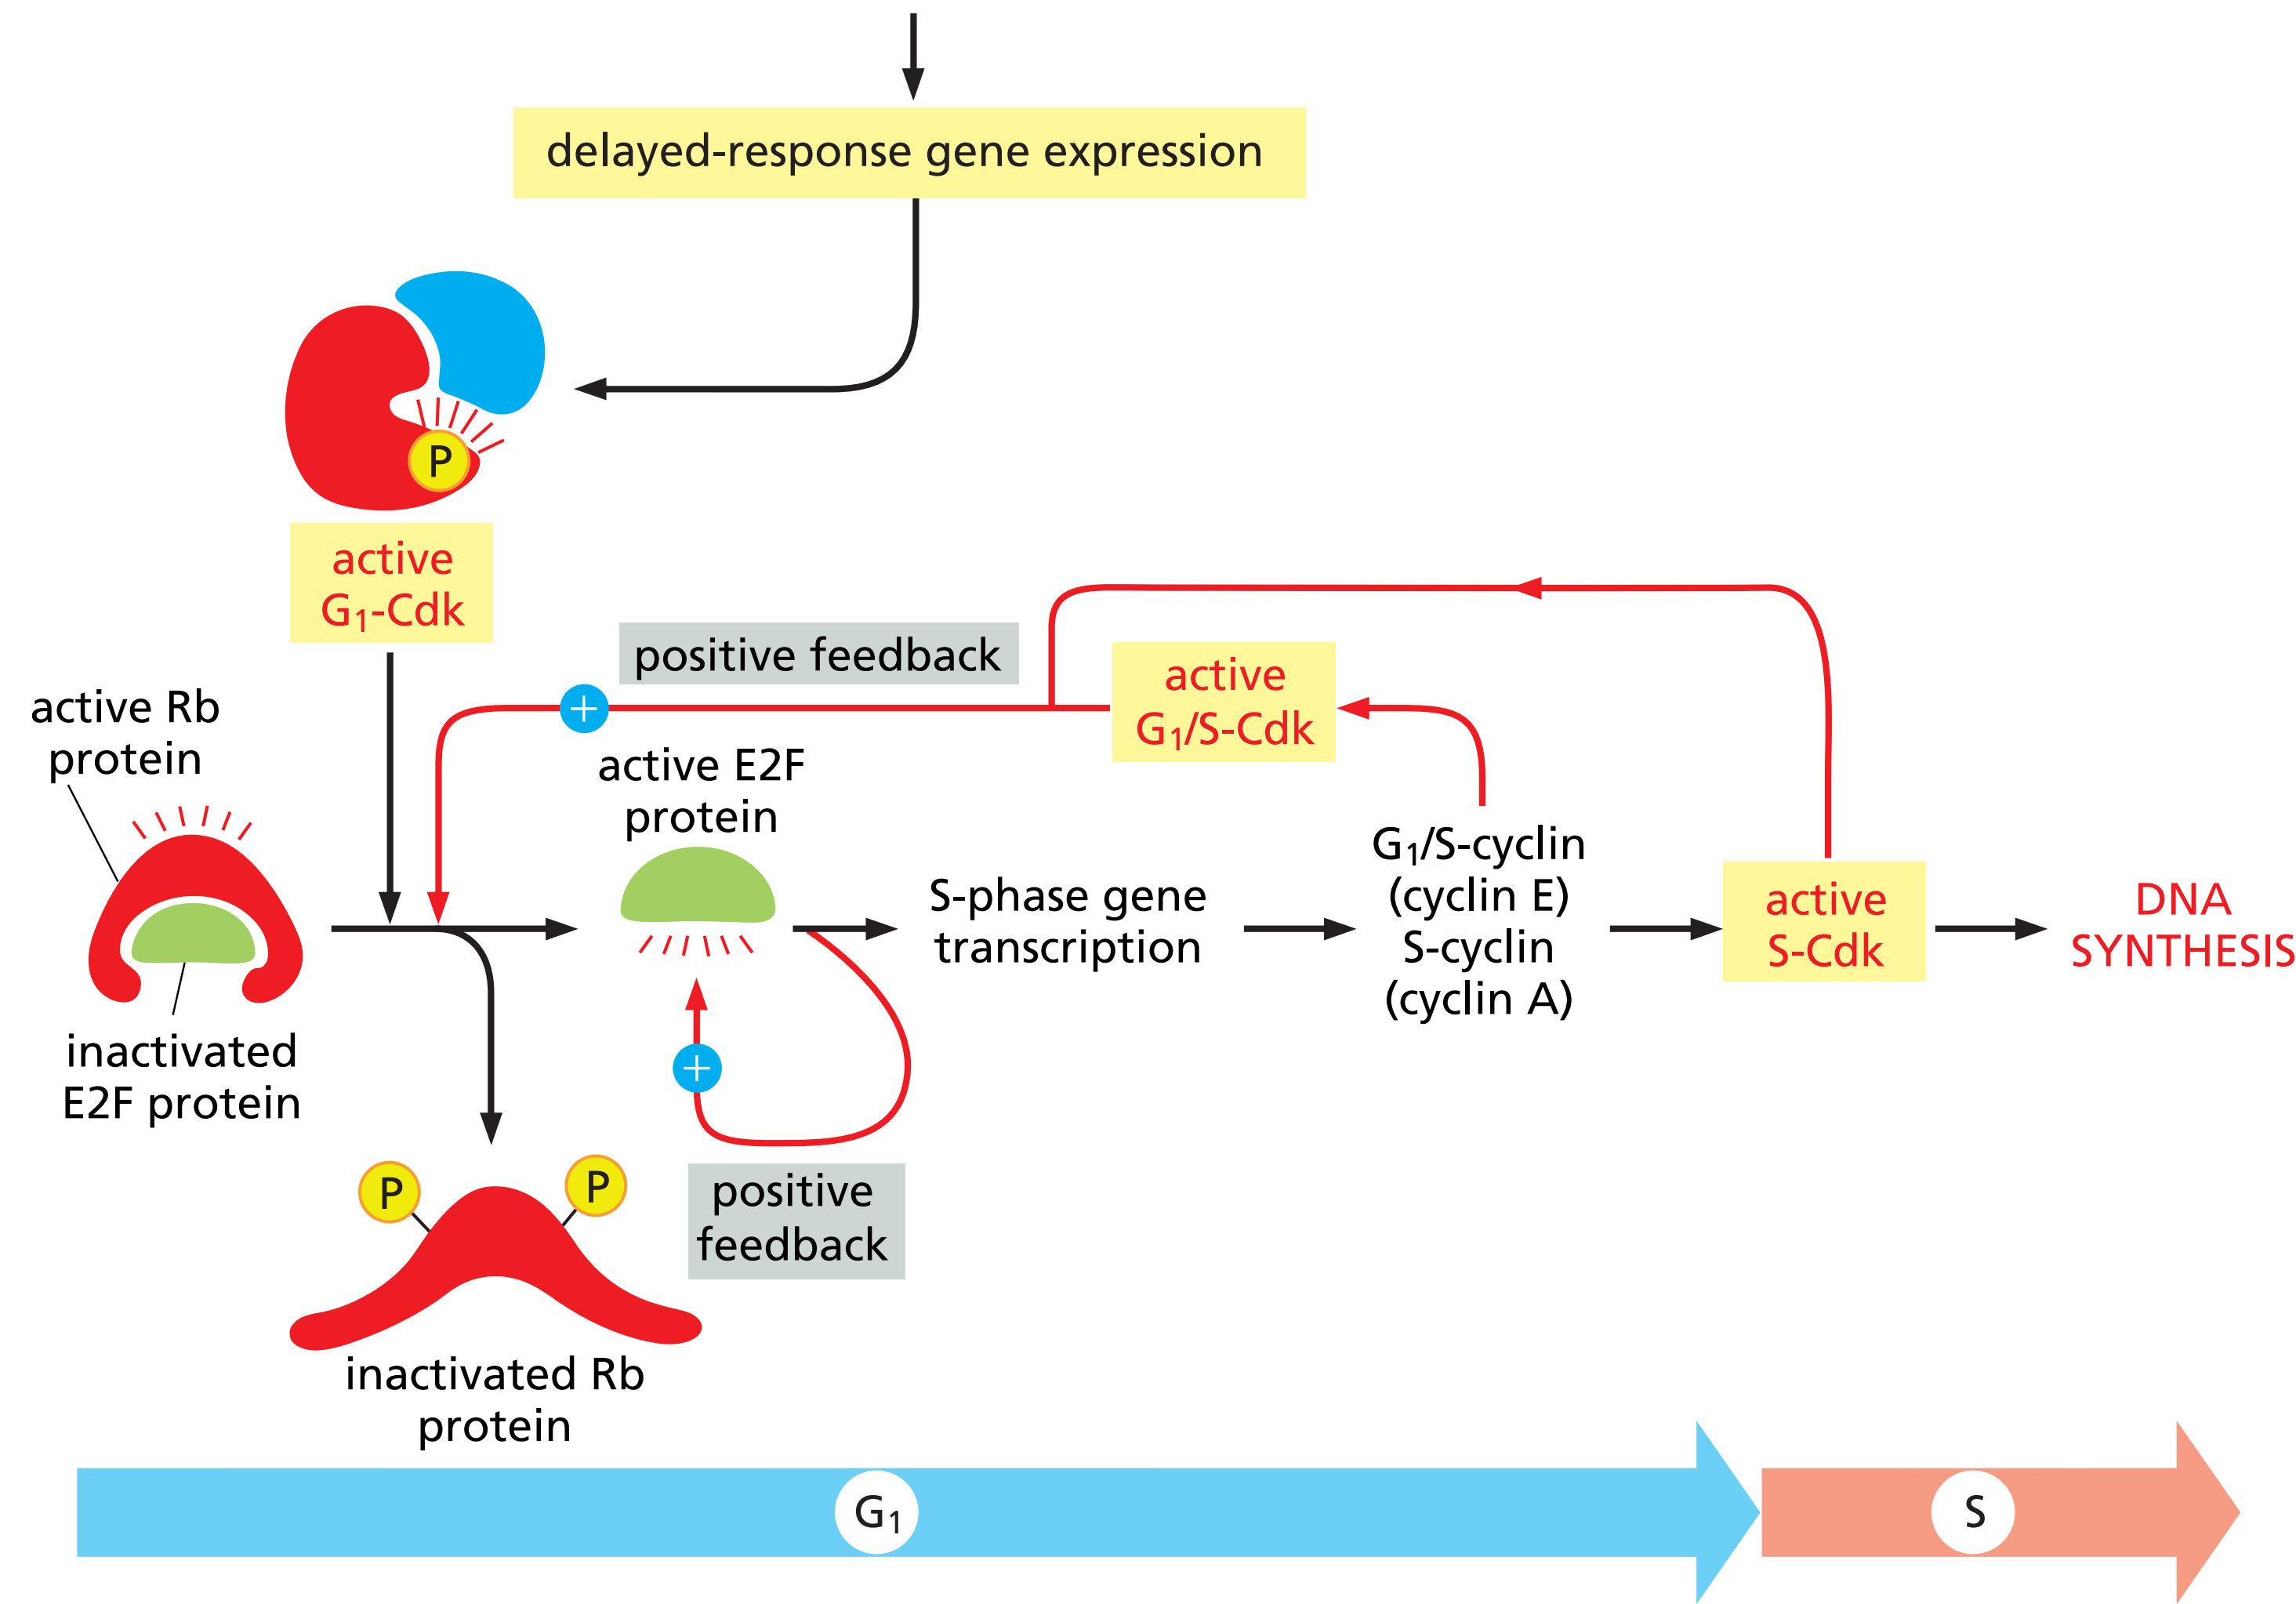 delayed-response gene expression
P
active
G₁-Cdk
positive feedback
active
G₁/S-Cdk
active Rb
protein
active E2F
protein
G₁/S-cyclin
(cyclin E)
S-cyclin
(cyclin A)
S-phase gene
transcription
active
S-Cdk
DNA
SYNTHESIS
+
inactivated
E2F protein
+
P
P
positive
feedback
inactivated Rb
protein
G₁
S